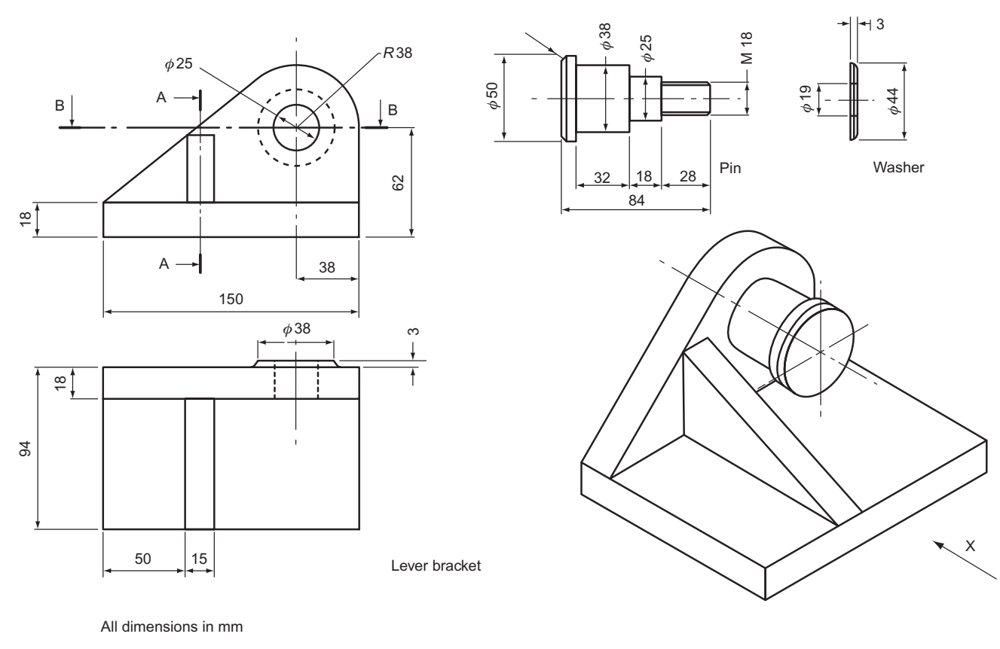 φ25
R38
A
B
B
62
18
A
38
150
φ50
φ38
φ25
M 18
32
18
28
84
Pin
3
φ19
φ44
Washer
φ38
3
18
94
50
15
Lever bracket
X
All dimensions in mm